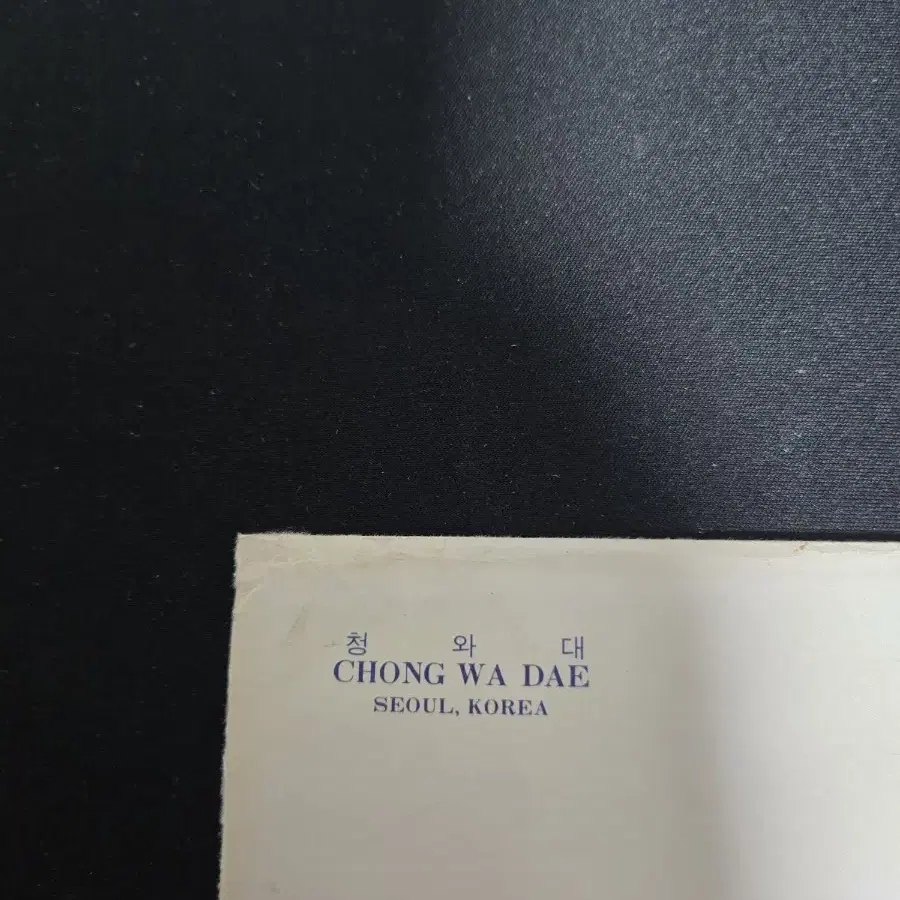 청 와 대
CHONG WA DAE
SEOUL, KOREA